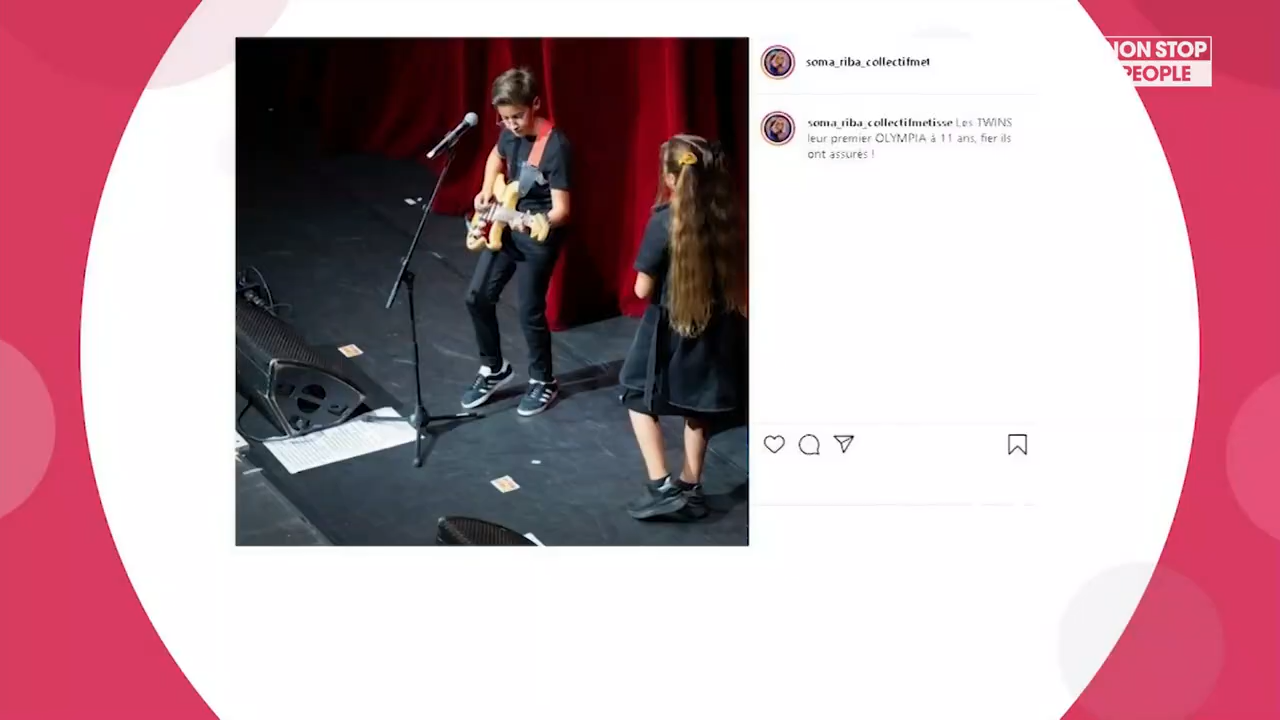 NON STOP
PEOPLE
soma_riba_collectifmet
soma_riba_collectifmetisse Les TWINS
leur premier OLYMPIA à 11 ans, fier ils
ont assurés !